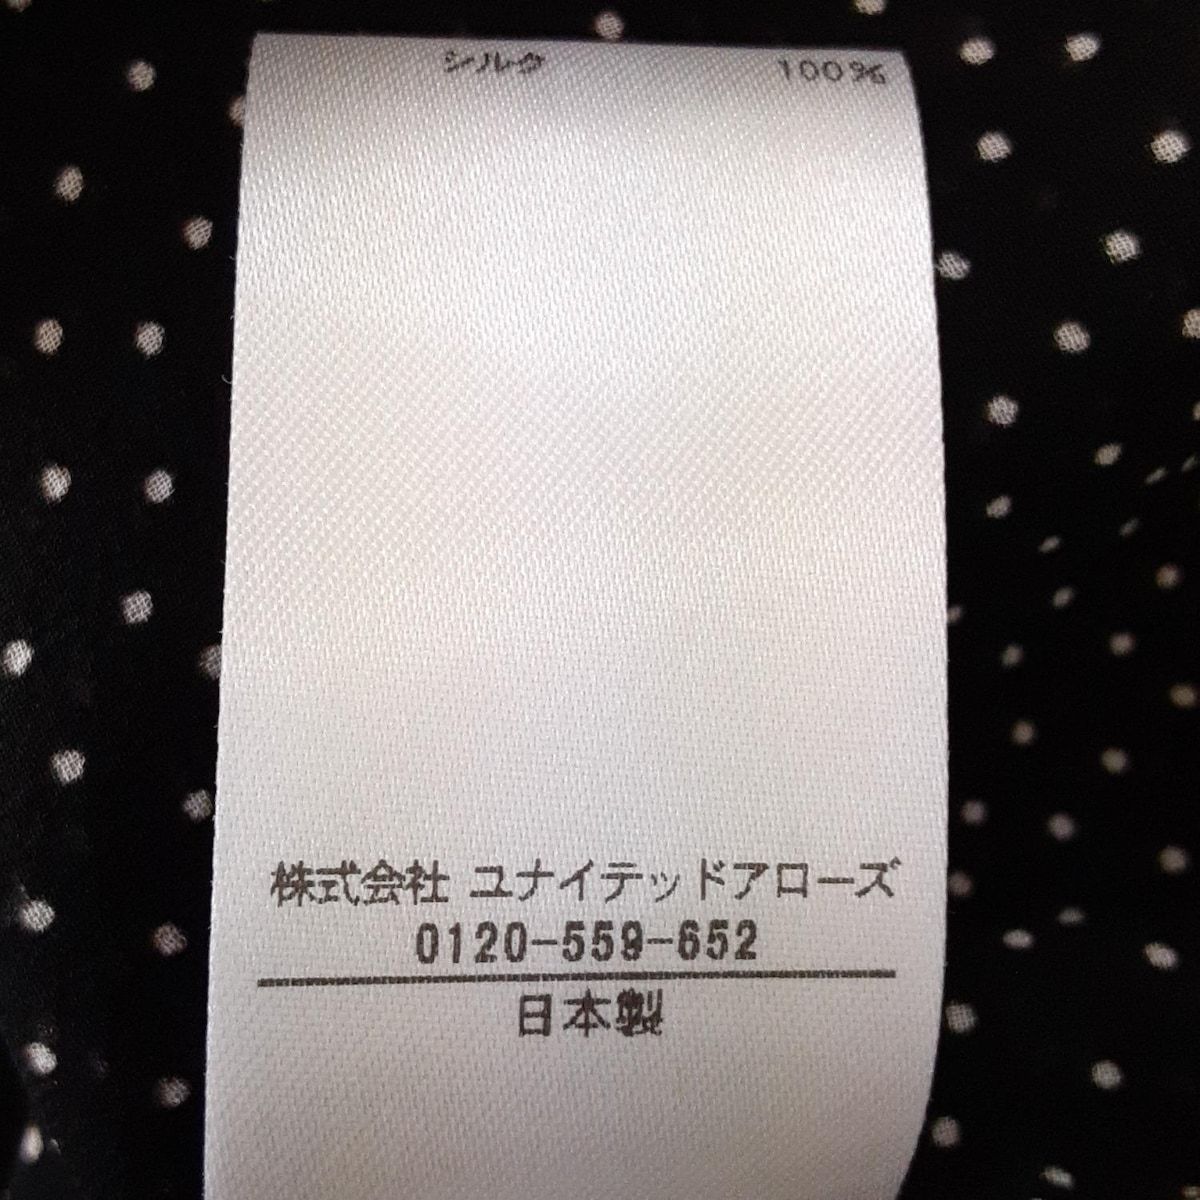 シルク 100%
株式会社 ユナイテッドアローズ
0120-559-652
日本製